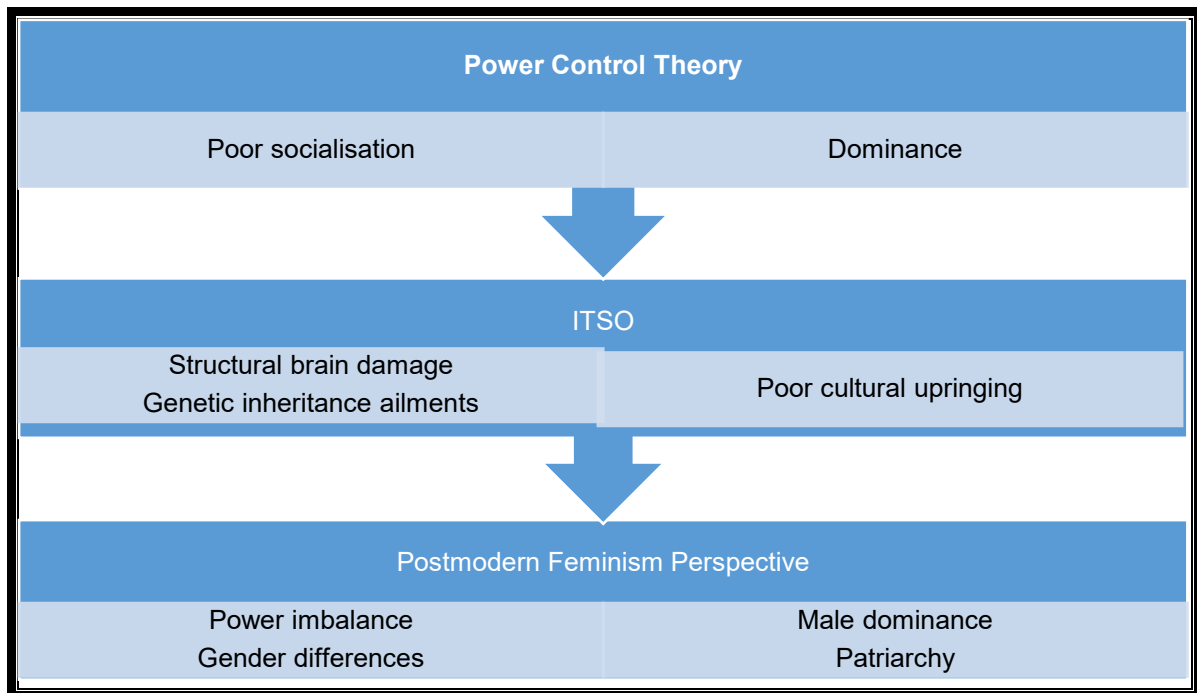 Power Control Theory
Poor socialisation
Dominance
ITSO
Structural brain damage
Genetic inheritance ailments
Poor cultural upringing
Postmodern Feminism Perspective
Power imbalance
Gender differences
Male dominance
Patriarchy